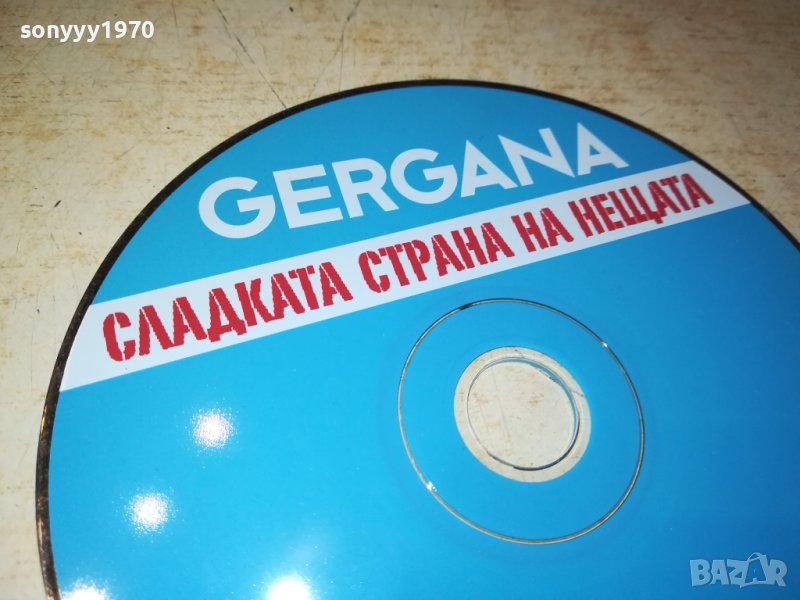 sonyyy1970
GERGANA
СЛАДКАТА СТРАНА НА НЕЩАТА
BAZAR